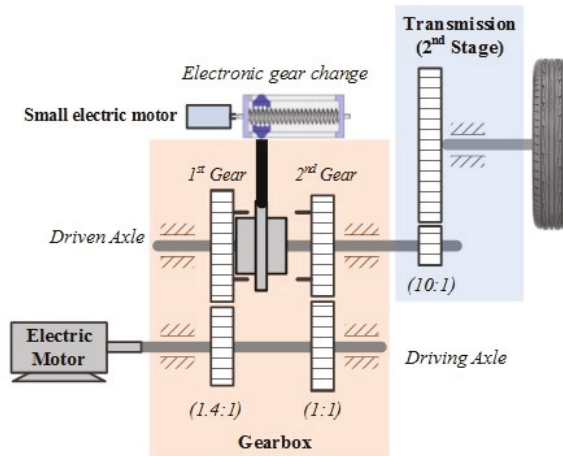 Transmission
(2nd Stage)
Electronic gear change
Small electric motor
1st Gear
2nd Gear
Driven Axle
(10:1)
Electric
Motor
Driving Axle
(1.4:1)
(1:1)
Gearbox